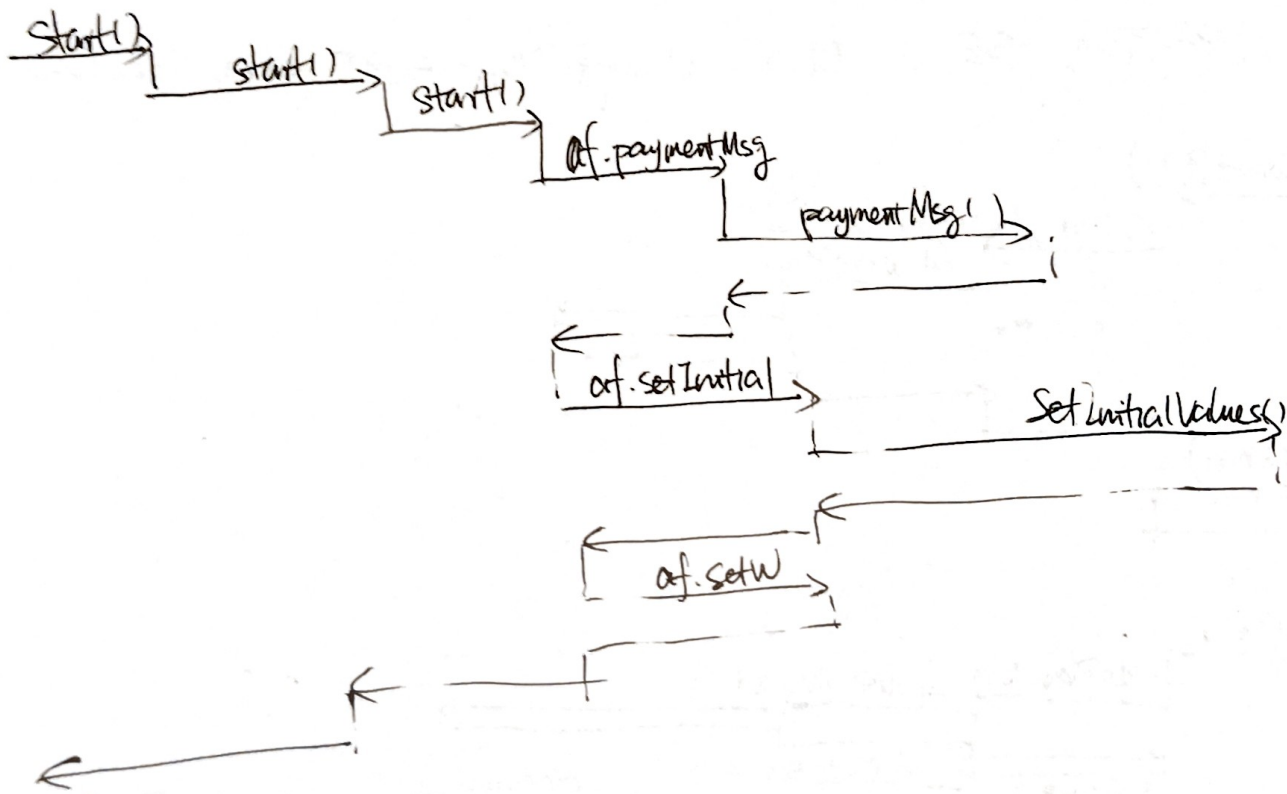 Start()
start()
Start()
af.paymentMsg
paymentMsg()
af.setInitial
SetInitialValues()
af.setW